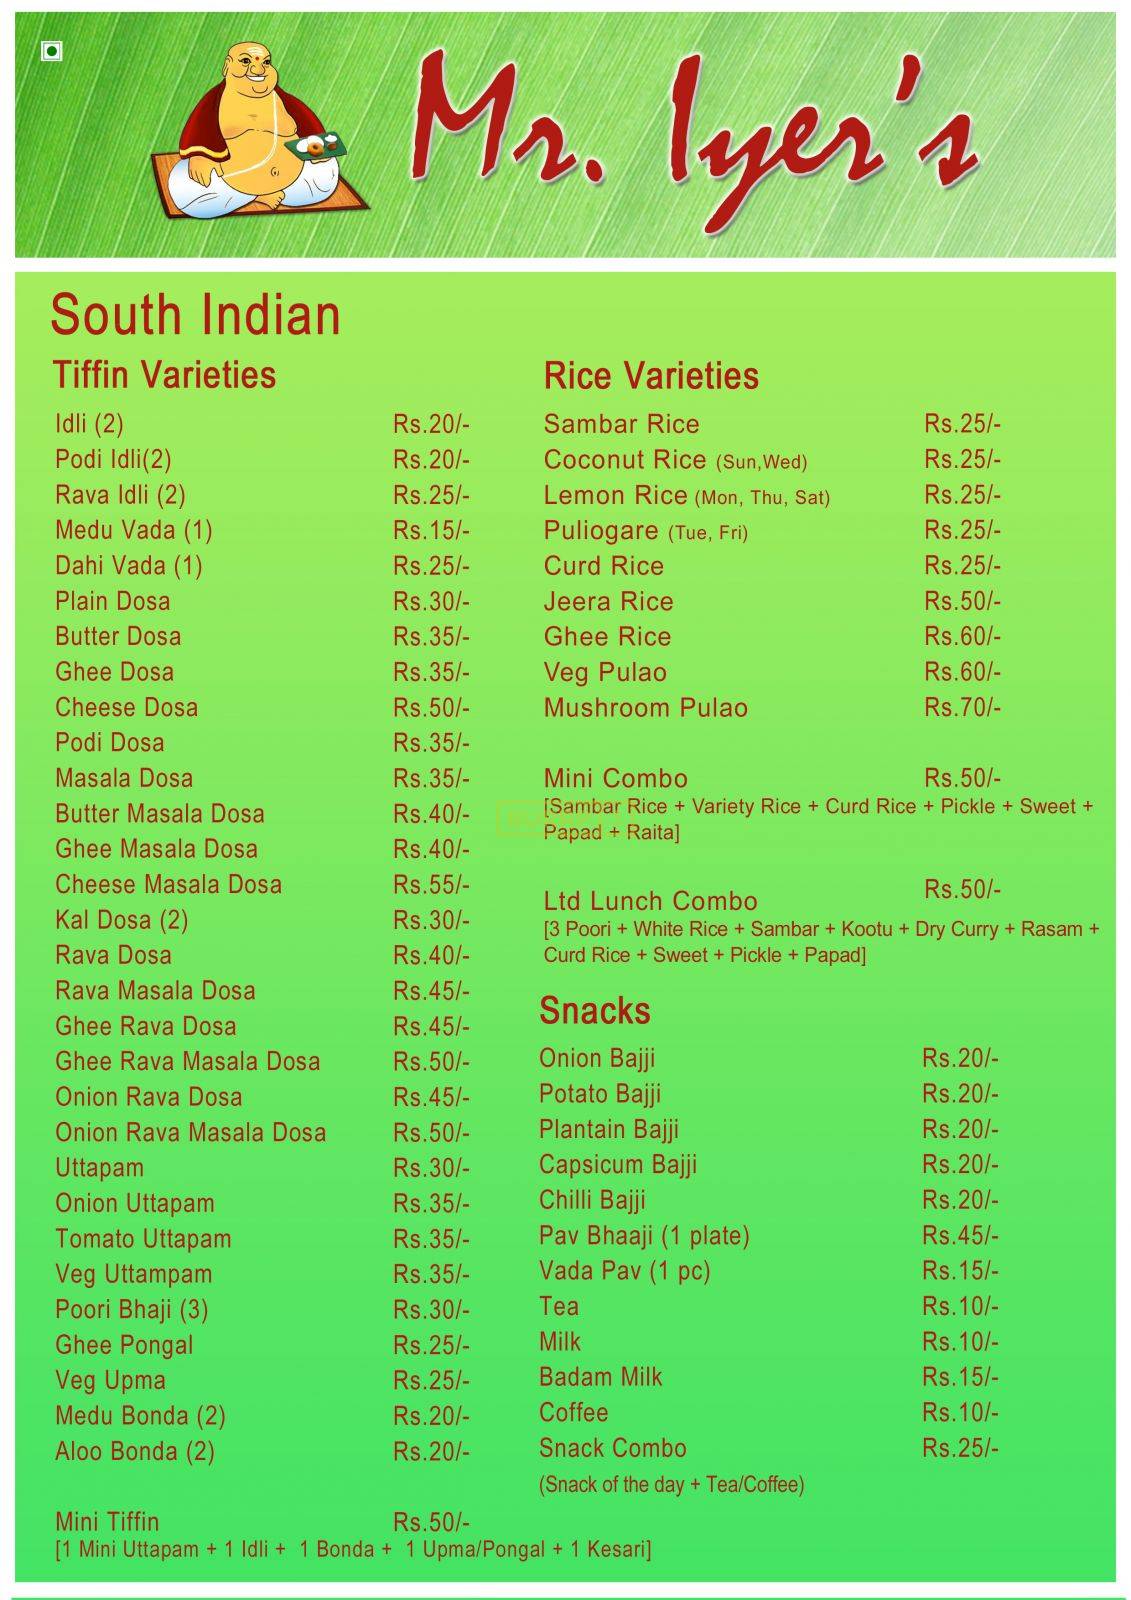 Mr. Iyer's
South Indian
Tiffin Varieties
Idli (2) Rs.20/-
Podi Idli(2) Rs.20/-
Rava Idli (2) Rs.25/-
Medu Vada (1) Rs.15/-
Dahi Vada (1) Rs.25/-
Plain Dosa Rs.30/-
Butter Dosa Rs.35/-
Ghee Dosa Rs.35/-
Cheese Dosa Rs.50/-
Podi Dosa Rs.35/-
Masala Dosa Rs.35/-
Butter Masala Dosa Rs.40/-
Ghee Masala Dosa Rs.40/-
Cheese Masala Dosa Rs.55/-
Kal Dosa (2) Rs.30/-
Rava Dosa Rs.40/-
Rava Masala Dosa Rs.45/-
Ghee Rava Dosa Rs.45/-
Ghee Rava Masala Dosa Rs.50/-
Onion Rava Dosa Rs.45/-
Onion Rava Masala Dosa Rs.50/-
Uttapam Rs.30/-
Onion Uttapam Rs.35/-
Tomato Uttapam Rs.35/-
Veg Uttampam Rs.35/-
Poori Bhaji (3) Rs.30/-
Ghee Pongal Rs.25/-
Veg Upma Rs.25/-
Medu Bonda (2) Rs.20/-
Aloo Bonda (2) Rs.20/-
Mini Tiffin Rs.50/-
[1 Mini Uttapam + 1 Idli + 1 Bonda + 1 Upma/Pongal + 1 Kesari]
Rice Varieties
Sambar Rice Rs.25/-
Coconut Rice (Sun,Wed) Rs.25/-
Lemon Rice (Mon, Thu, Sat) Rs.25/-
Puliogare (Tue, Fri) Rs.25/-
Curd Rice Rs.25/-
Jeera Rice Rs.50/-
Ghee Rice Rs.60/-
Veg Pulao Rs.60/-
Mushroom Pulao Rs.70/-
Mini Combo Rs.50/-
[Sambar Rice + Variety Rice + Curd Rice + Pickle + Sweet +
Papad + Raita]
Ltd Lunch Combo Rs.50/-
[3 Poori + White Rice + Sambar + Kootu + Dry Curry + Rasam +
Curd Rice + Sweet + Pickle + Papad]
Snacks
Onion Bajji Rs.20/-
Potato Bajji Rs.20/-
Plantain Bajji Rs.20/-
Capsicum Bajji Rs.20/-
Chilli Bajji Rs.20/-
Pav Bhaaji (1 plate) Rs.45/-
Vada Pav (1 pc) Rs.15/-
Tea Rs.10/-
Milk Rs.10/-
Badam Milk Rs.15/-
Coffee Rs.10/-
Snack Combo Rs.25/-
(Snack of the day + Tea/Coffee)